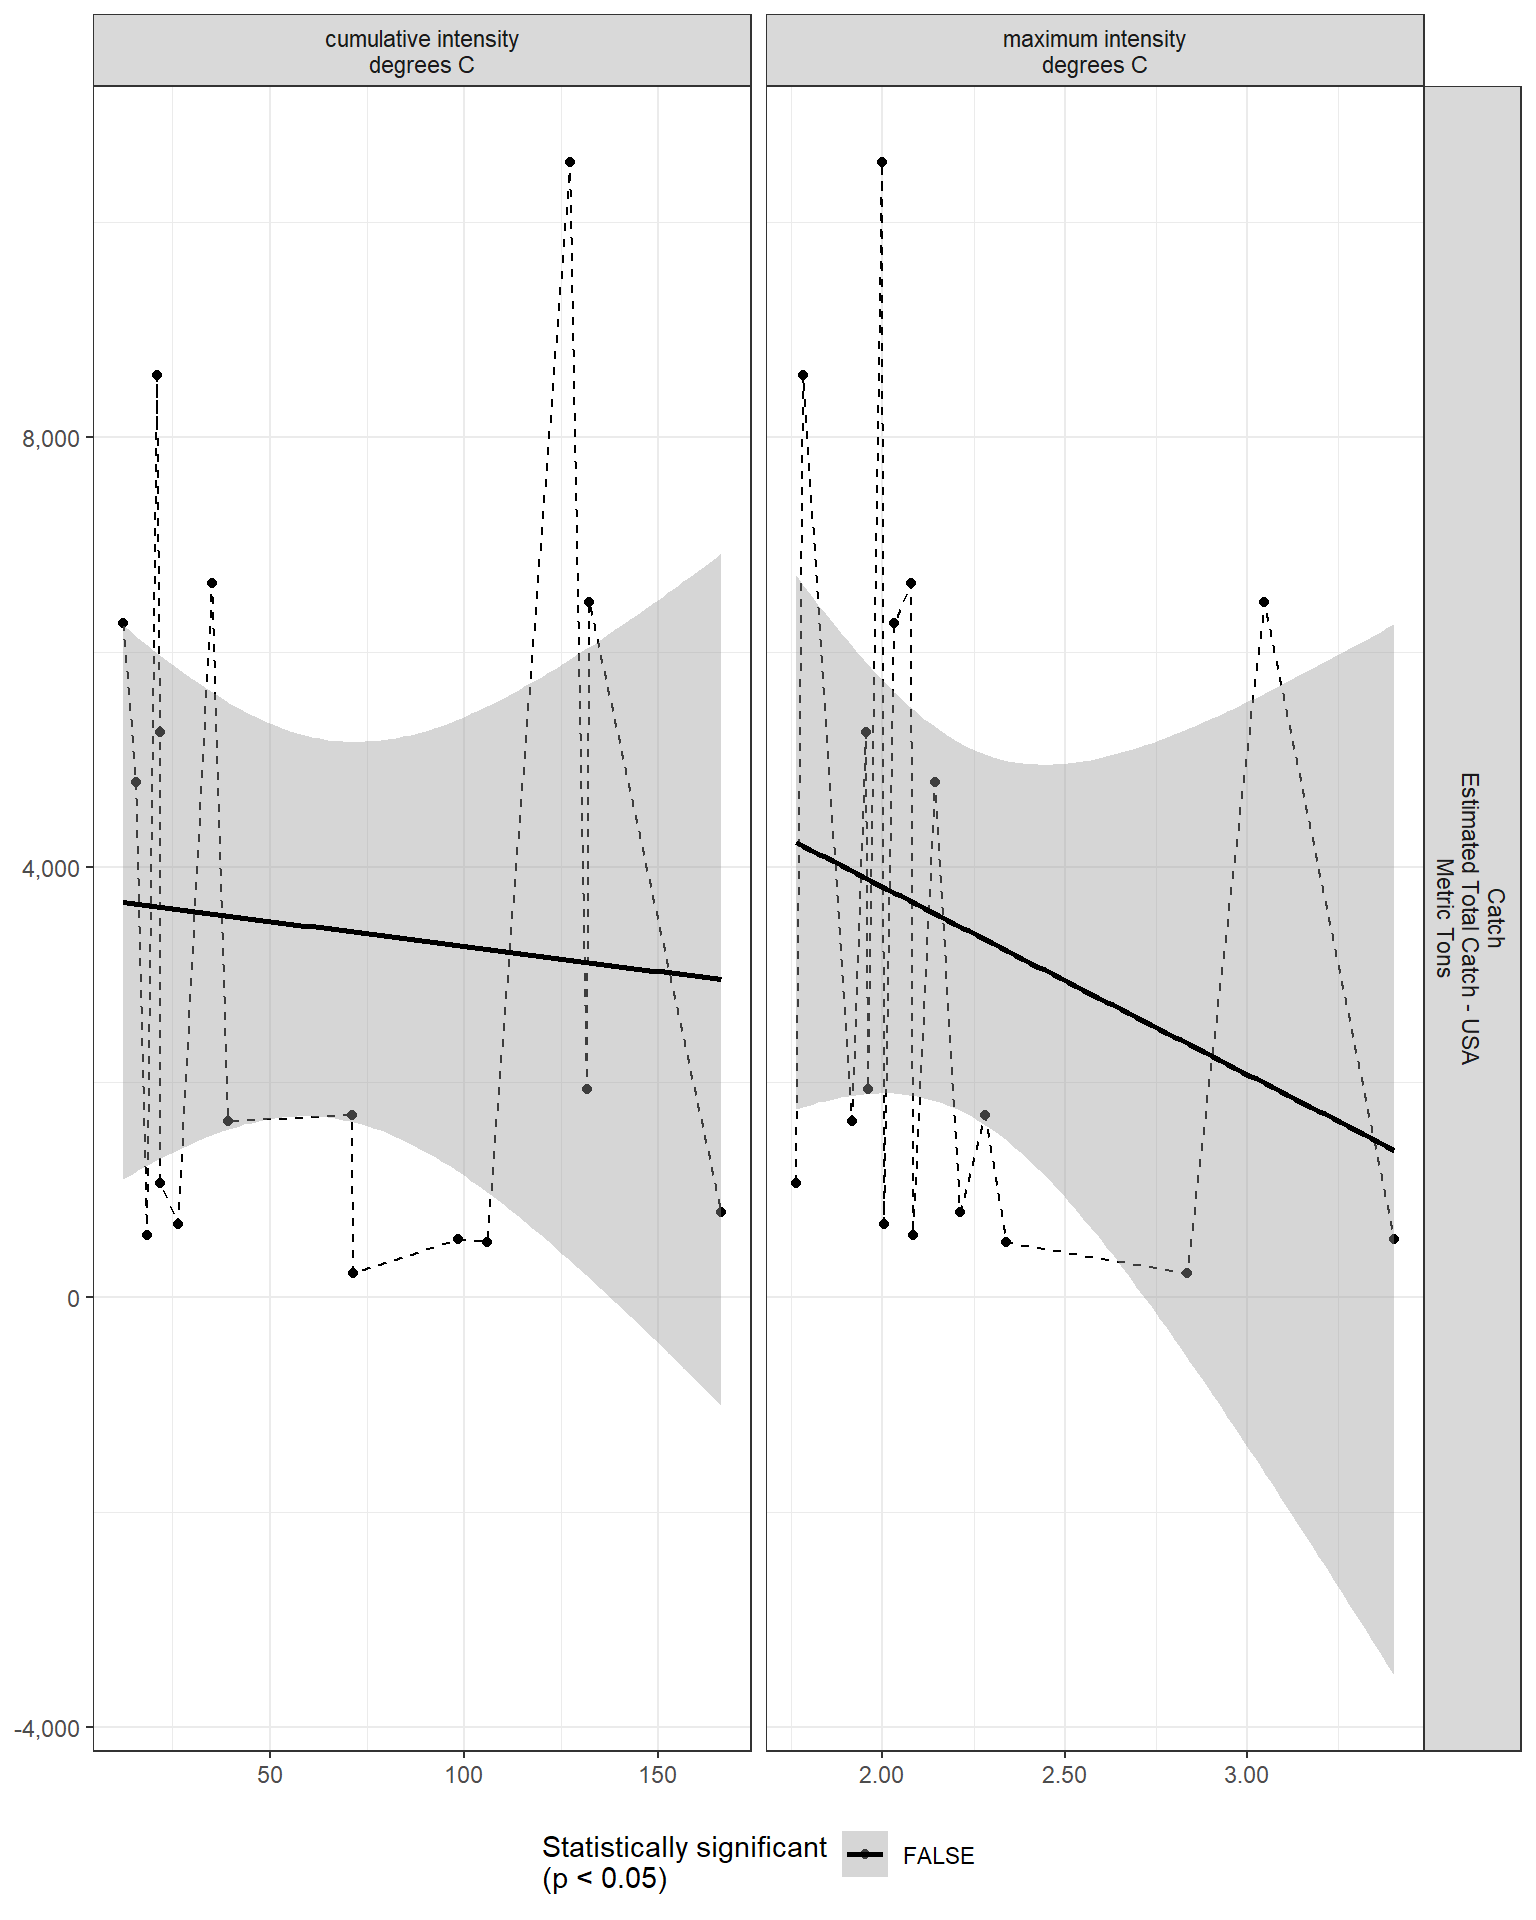 cumulative intensity
degrees C
maximum intensity
degrees C
8,000
4,000
0
-4,000
Catch
Estimated Total Catch - USA
Metric Tons
50
100
150
2.00
2.50
3.00
Statistically significant
(p < 0.05)
FALSE